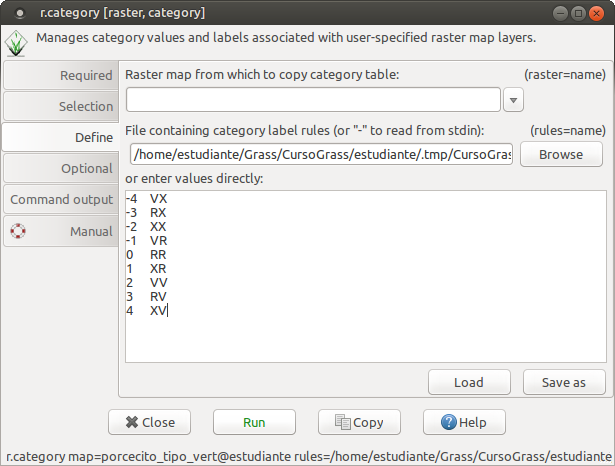 r.category [raster, category]
Manages category values and labels associated with user-specified raster map layers.
Required
Selection
Define
Optional
Command output
Manual
Raster map from which to copy category table: (raster=name)
File containing category label rules (or "-" to read from stdin): (rules=name)
/home/estudiante/Grass/CursoGrass/estudiante/.tmp/CursoGras Browse
or enter values directly:
-4 VX
-3 RX
-2 XX
-1 VR
0 RR
1 XR
2 VV
3 RV
4 XV
Load Save as
Close Run Copy Help
r.category map=porcecito_tipo_vert@estudiante rules=/home/estudiante/Grass/CursoGrass/estudiante